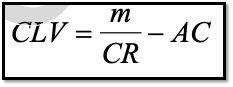 CLV = m/CR − AC